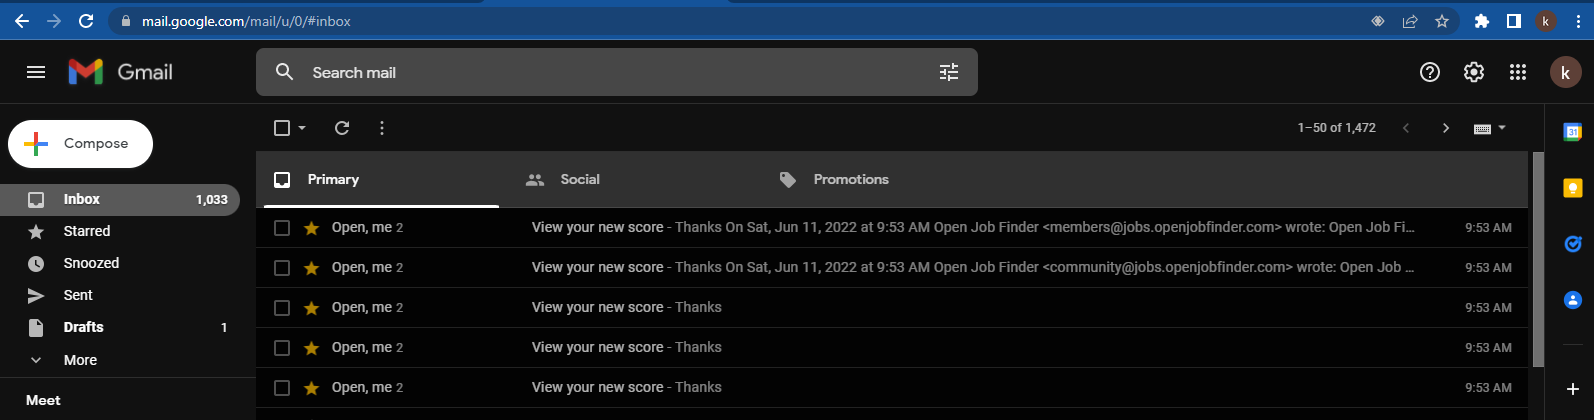 mail.google.com/mail/u/0/#inbox
k
Gmail
Search mail
k
Compose
1–50 of 1,472
31
Inbox 1,033
Starred
Snoozed
Sent
Drafts 1
More
Meet
Primary
Social
Promotions
Open, me 2 View your new score - Thanks On Sat, Jun 11, 2022 at 9:53 AM Open Job Finder <members@jobs.openjobfinder.com> wrote: Open Job Fi... 9:53 AM
Open, me 2 View your new score - Thanks On Sat, Jun 11, 2022 at 9:53 AM Open Job Finder <community@jobs.openjobfinder.com> wrote: Open Job ... 9:53 AM
Open, me 2 View your new score - Thanks 9:53 AM
Open, me 2 View your new score - Thanks 9:53 AM
Open, me 2 View your new score - Thanks 9:53 AM